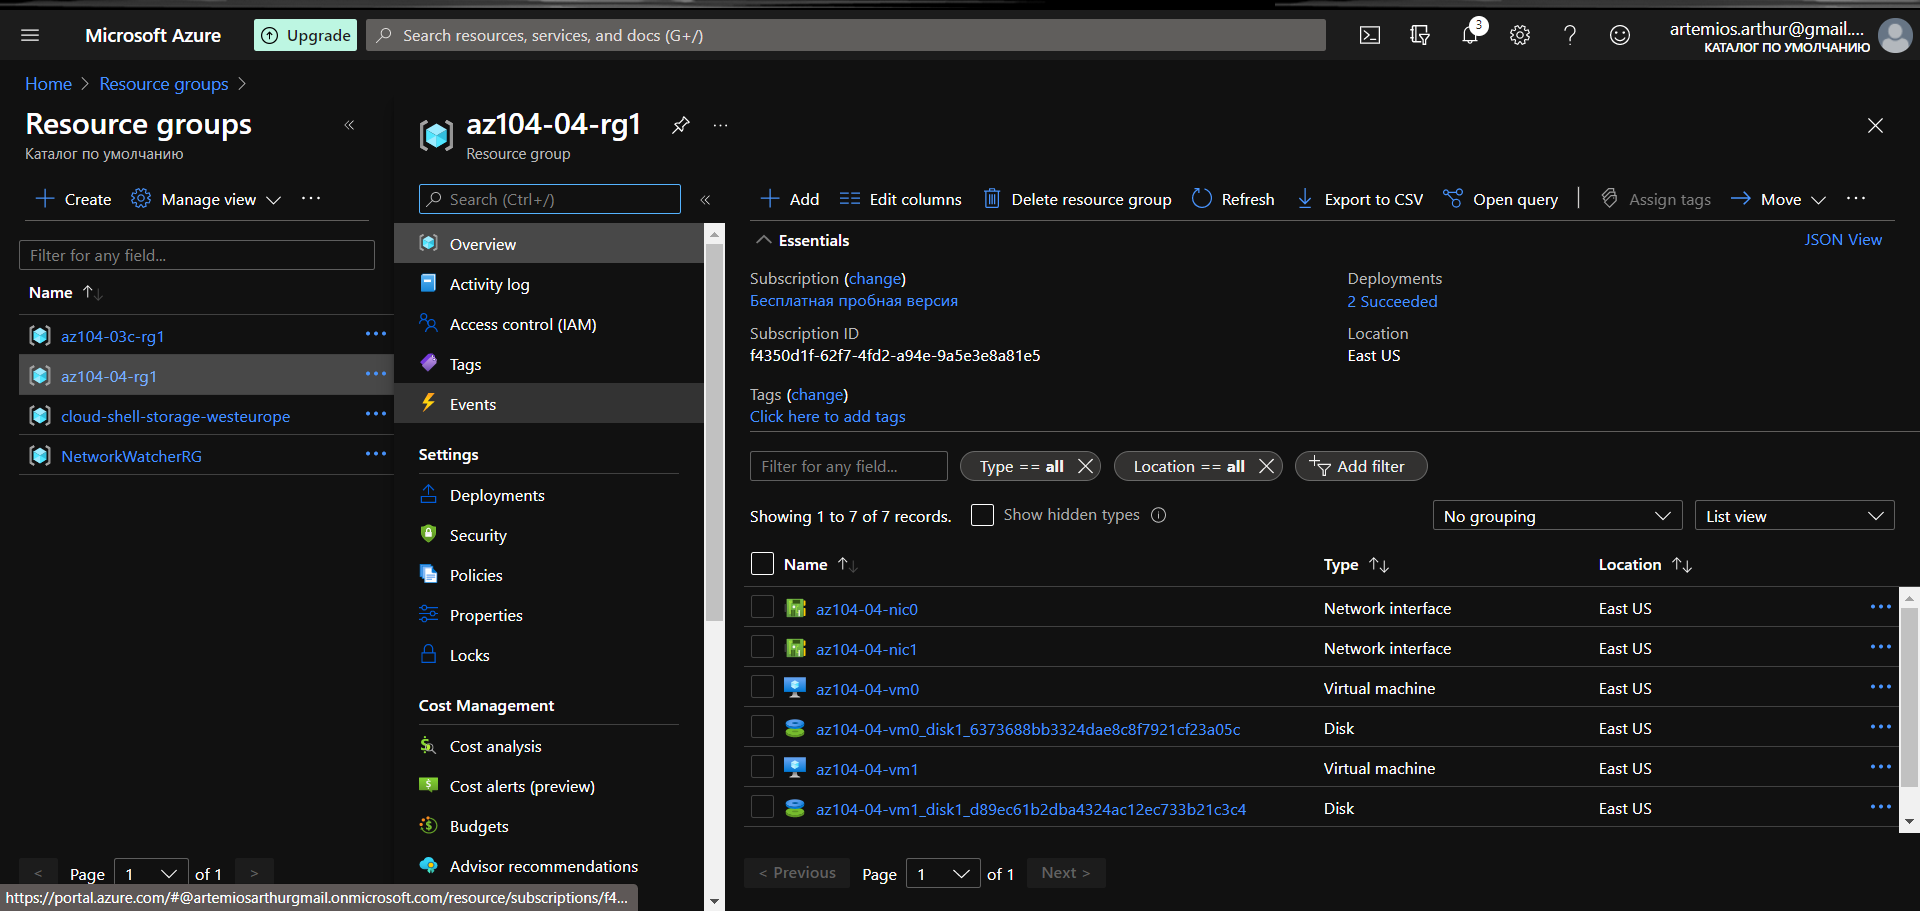 Microsoft Azure
Upgrade
Search resources, services, and docs (G+/)
3
artemios.arthur@gmail....
КАТАЛОГ ПО УМОЛЧАНИЮ
Home > Resource groups >
Resource groups
Каталог по умолчанию
Create
Manage view
Filter for any field...
Name
az104-03c-rg1
az104-04-rg1
cloud-shell-storage-westeurope
NetworkWatcherRG
< Page 1 of 1 >
https://portal.azure.com/#@artemiosarthurgmail.onmicrosoft.com/resource/subscriptions/f4...
az104-04-rg1
Resource group
Search (Ctrl+/)
Overview
Activity log
Access control (IAM)
Tags
Events
Settings
Deployments
Security
Policies
Properties
Locks
Cost Management
Cost analysis
Cost alerts (preview)
Budgets
Advisor recommendations
Add
Edit columns
Delete resource group
Refresh
Export to CSV
Open query
Assign tags
Move
Essentials
JSON View
Subscription (change)
Бесплатная пробная версия
Subscription ID
f4350d1f-62f7-4fd2-a94e-9a5e3e8a81e5
Tags (change)
Click here to add tags
Deployments
2 Succeeded
Location
East US
Filter for any field...
Type == all
Location == all
Add filter
Showing 1 to 7 of 7 records.
Show hidden types
No grouping
List view
Name Type Location
az104-04-nic0 Network interface East US
az104-04-nic1 Network interface East US
az104-04-vm0 Virtual machine East US
az104-04-vm0_disk1_6373688bb3324dae8c8f7921cf23a05c Disk East US
az104-04-vm1 Virtual machine East US
az104-04-vm1_disk1_d89ec61b2dba4324ac12ec733b21c3c4 Disk East US
< Previous Page 1 of 1 Next >